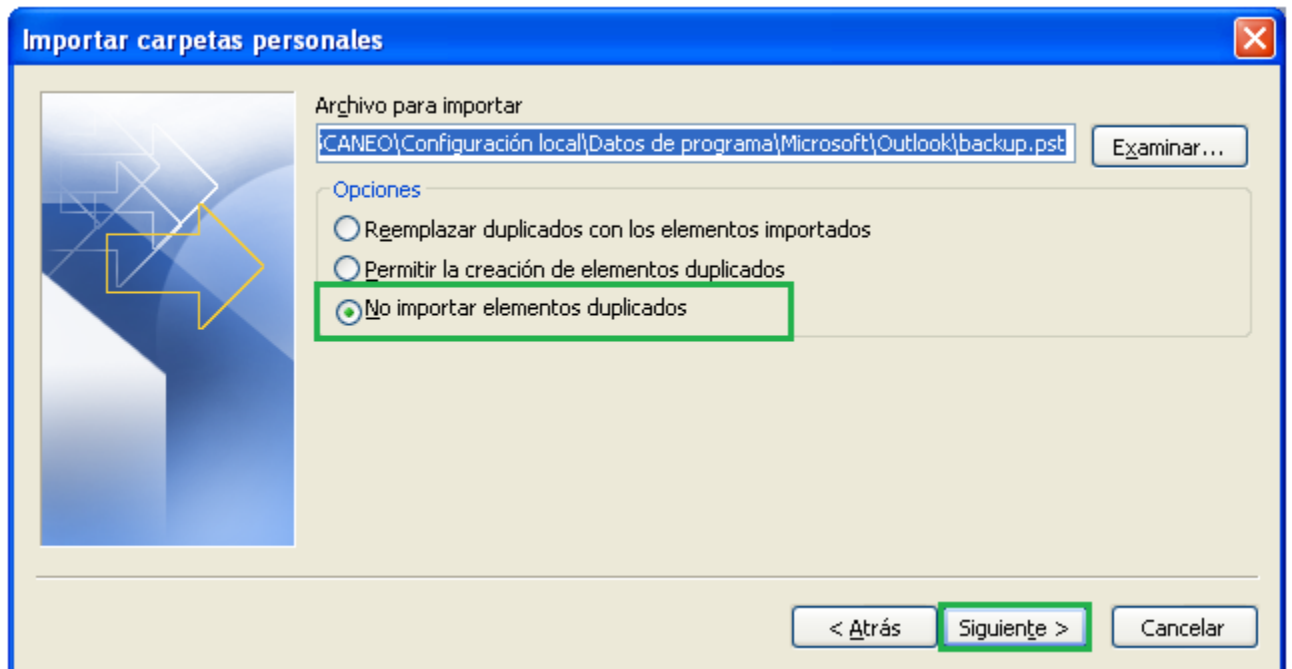 Importar carpetas personales
Archivo para importar
CANEO\Configuración local\Datos de programa\Microsoft\Outlook\backup.pst
Examinar...
Opciones
Reemplazar duplicados con los elementos importados
Permitir la creación de elementos duplicados
No importar elementos duplicados
< Atrás Siguiente > Cancelar